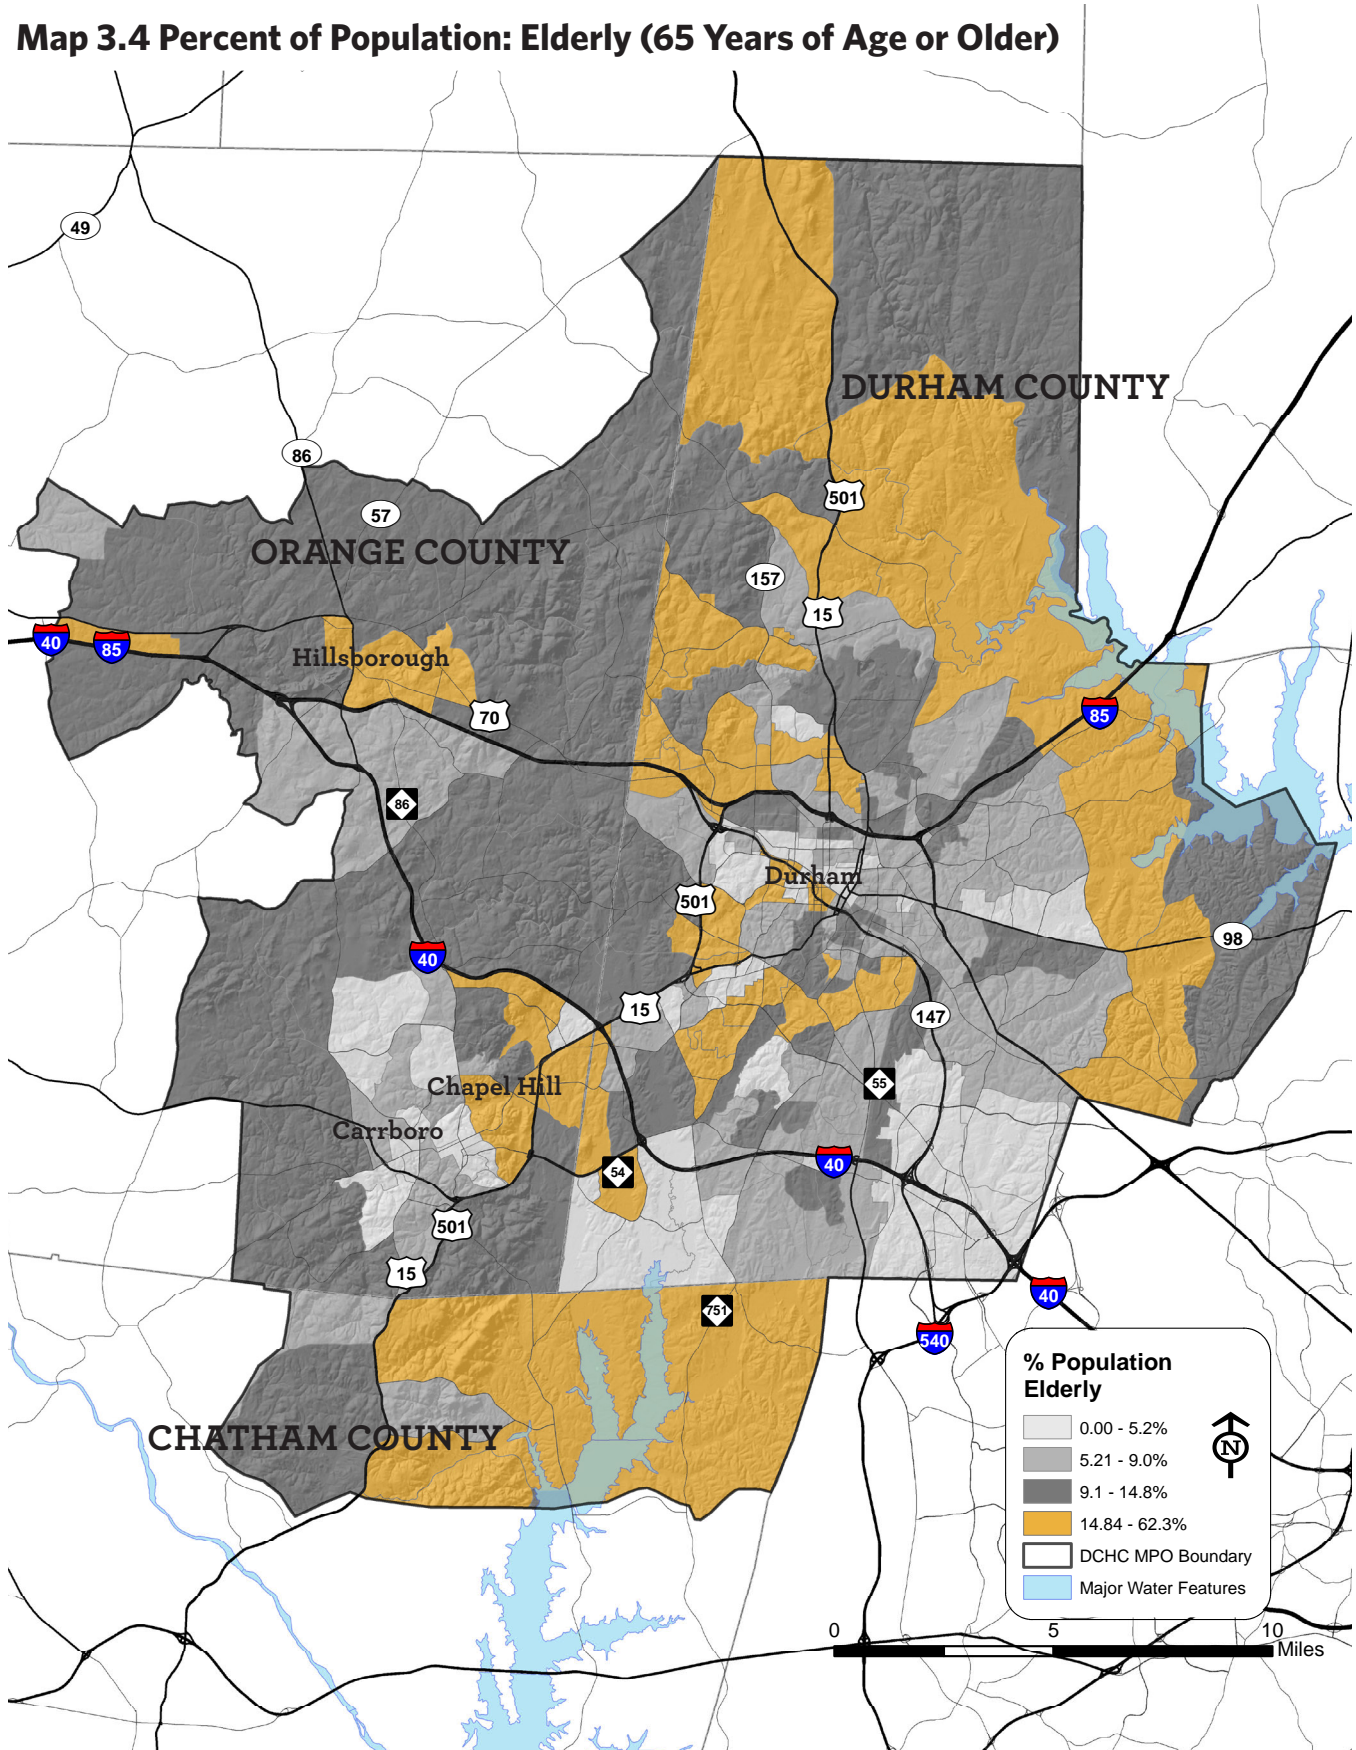 Map 3.4 Percent of Population: Elderly (65 Years of Age or Older)
49
DURHAM COUNTY
86
501
57
ORANGE COUNTY
157
15
40
85
Hillsborough
70
85
86
Durham
501
98
40
15
147
Chapel Hill
55
Carrboro
40
54
501
15
40
751
540
% Population
Elderly
0.00 - 5.2%
N
5.21 - 9.0%
CHATHAM COUNTY
9.1 - 14.8%
14.84 - 62.3%
DCHC MPO Boundary
Major Water Features
0 5 10
Miles